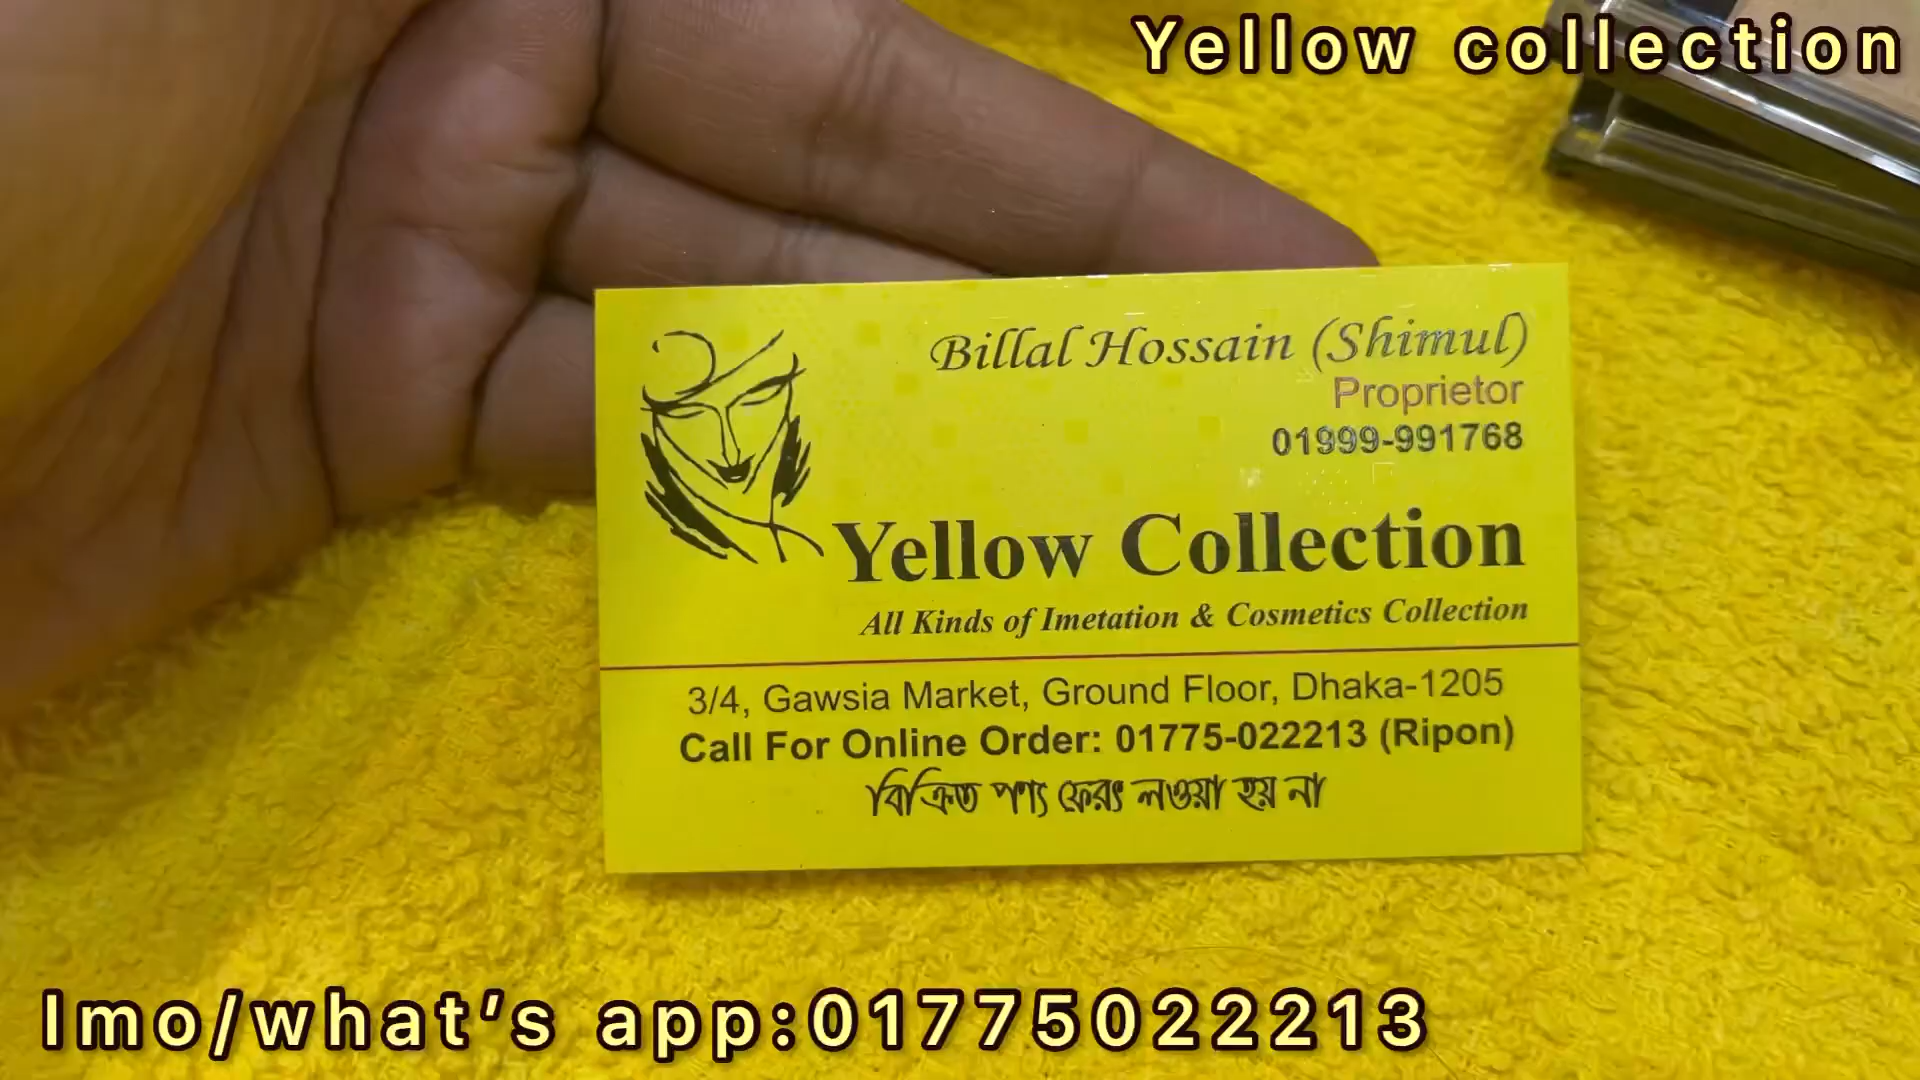 Yellow collection
Billal Hossain (Shimul)
Proprietor
01999-991768
Yellow Collection
All Kinds of Imetation & Cosmetics Collection
3/4, Gawsia Market, Ground Floor, Dhaka-1205
Call For Online Order: 01775-022213 (Ripon)
বিক্রিত পণ্য ফেরৎ লওয়া হয় না
Imo/what's app:01775022213